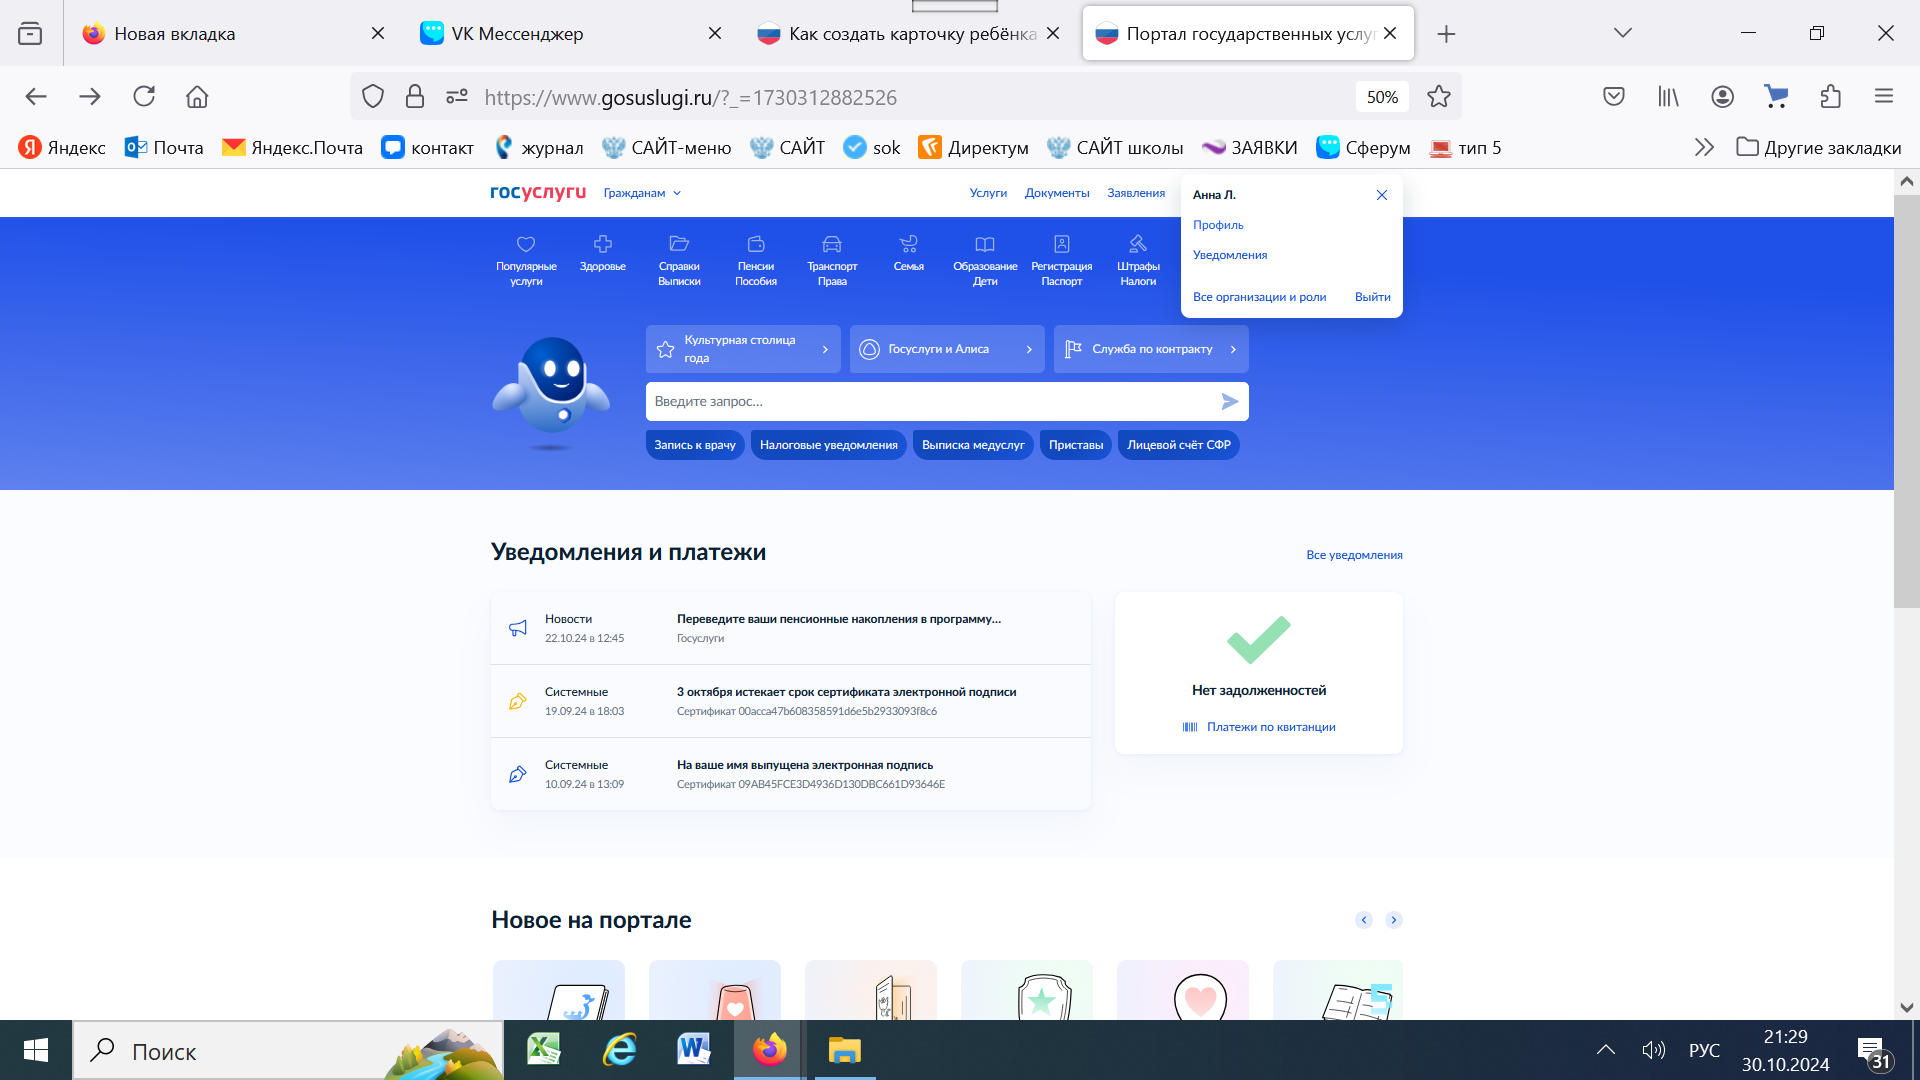 Новая вкладка
VK Мессенджер
Как создать карточку ребёнка
Портал государственных услуг
https://www.gosuslugi.ru/?_=1730312882526
50%
Яндекс
Почта
Яндекс.Почта
контакт
журнал
САЙТ-меню
САЙТ
sok
Директум
САЙТ школы
ЗАЯВКИ
Сферум
тип 5
Другие закладки
госуслуги
Гражданам
Услуги
Документы
Заявления
Анна Л.
Профиль
Уведомления
Все организации и роли
Выйти
Популярные
услуги
Здоровье
Справки
Выписки
Пенсии
Пособия
Транспорт
Права
Семья
Образование
Дети
Регистрация
Паспорт
Штрафы
Налоги
Культурная столица
года
Госуслуги и Алиса
Служба по контракту
Введите запрос...
Запись к врачу
Налоговые уведомления
Выписка медуслуг
Приставы
Лицевой счёт СФР
Уведомления и платежи
Все уведомления
Новости
22.10.24 в 12:45
Переведите ваши пенсионные накопления в программу...
Госуслуги
Системные
19.09.24 в 18:03
3 октября истекает срок сертификата электронной подписи
Сертификат 00acca47b608358591d6e5b2933093f8c6
Системные
10.09.24 в 13:09
На ваше имя выпущена электронная подпись
Сертификат 09AB45FCE3D4936D130DBC661D93646E
Нет задолженностей
Платежи по квитанции
Новое на портале
5
Поиск
РУС
21:29
30.10.2024
31